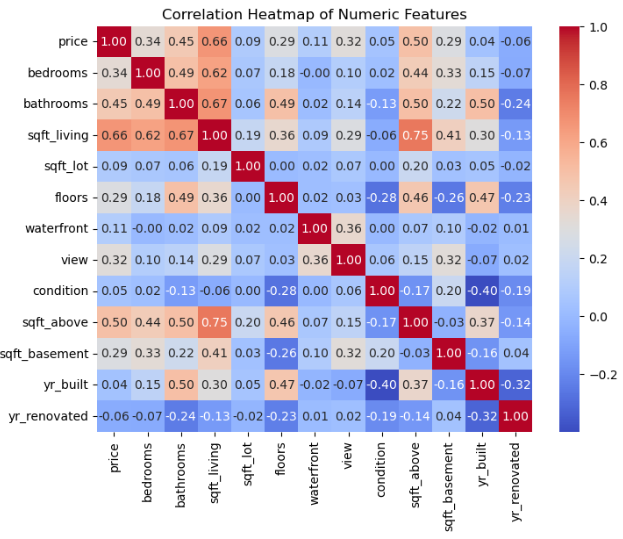 Correlation Heatmap of Numeric Features
price 1.00 0.34 0.45 0.66 0.09 0.29 0.11 0.32 0.05 0.50 0.29 0.04 -0.06
bedrooms 0.34 1.00 0.49 0.62 0.07 0.18 -0.00 0.10 0.02 0.44 0.33 0.15 -0.07
bathrooms 0.45 0.49 1.00 0.67 0.06 0.49 0.02 0.14 -0.13 0.50 0.22 0.50 -0.24
sqft_living 0.66 0.62 0.67 1.00 0.19 0.36 0.09 0.29 -0.06 0.75 0.41 0.30 -0.13
sqft_lot 0.09 0.07 0.06 0.19 1.00 0.00 0.02 0.07 0.00 0.20 0.03 0.05 -0.02
floors 0.29 0.18 0.49 0.36 0.00 1.00 0.02 0.03 -0.28 0.46 -0.26 0.47 -0.23
waterfront 0.11 -0.00 0.02 0.09 0.02 0.02 1.00 0.36 0.00 0.07 0.10 -0.02 0.01
view 0.32 0.10 0.14 0.29 0.07 0.03 0.36 1.00 0.06 0.15 0.32 -0.07 0.02
condition 0.05 0.02 -0.13 -0.06 0.00 -0.28 0.00 0.06 1.00 -0.17 0.20 -0.40 -0.19
sqft_above 0.50 0.44 0.50 0.75 0.20 0.46 0.07 0.15 -0.17 1.00 -0.03 0.37 -0.14
sqft_basement 0.29 0.33 0.22 0.41 0.03 -0.26 0.10 0.32 0.20 -0.03 1.00 -0.16 0.04
yr_built 0.04 0.15 0.50 0.30 0.05 0.47 -0.02 -0.07 -0.40 0.37 -0.16 1.00 -0.32
yr_renovated -0.06 -0.07 -0.24 -0.13 -0.02 -0.23 0.01 0.02 -0.19 -0.14 0.04 -0.32 1.00
price bedrooms bathrooms sqft_living sqft_lot floors waterfront view condition sqft_above sqft_basement yr_built yr_renovated
1.0
0.8
0.6
0.4
0.2
0.0
−0.2